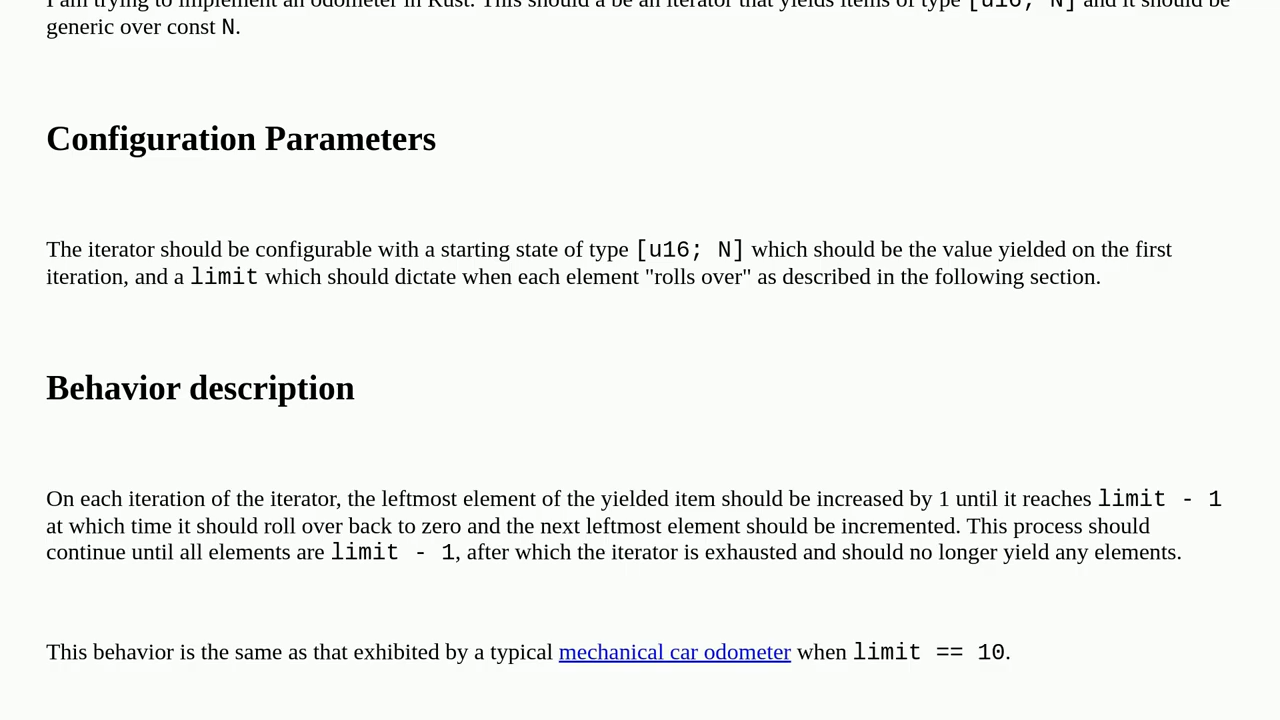 I am trying to implement an odometer in Rust. This should a be an iterator that yields items of type [u16; N] and it should be
generic over const N.
Configuration Parameters
The iterator should be configurable with a starting state of type [u16; N] which should be the value yielded on the first
iteration, and a limit which should dictate when each element "rolls over" as described in the following section.
Behavior description
On each iteration of the iterator, the leftmost element of the yielded item should be increased by 1 until it reaches limit - 1
at which time it should roll over back to zero and the next leftmost element should be incremented. This process should
continue until all elements are limit - 1, after which the iterator is exhausted and should no longer yield any elements.
This behavior is the same as that exhibited by a typical mechanical car odometer when limit == 10.